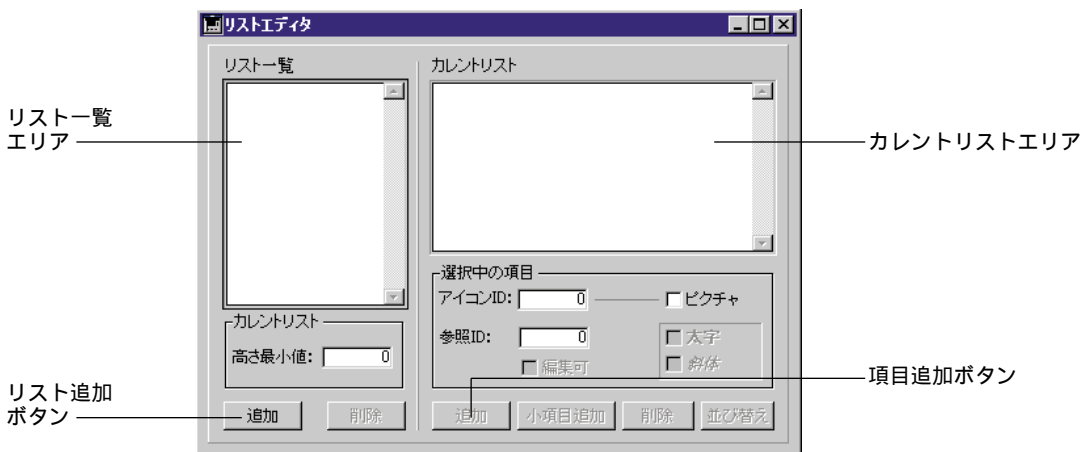 リストエディタ
リスト一覧
カレントリスト
リスト一覧
エリア
カレントリストエリア
選択中の項目
アイコンID: 0
ピクチャ
カレントリスト
参照ID: 0
太字
高さ最小値: 0
編集可
斜体
リスト追加
ボタン
項目追加ボタン
追加
削除
追加
小項目追加
削除
並び替え